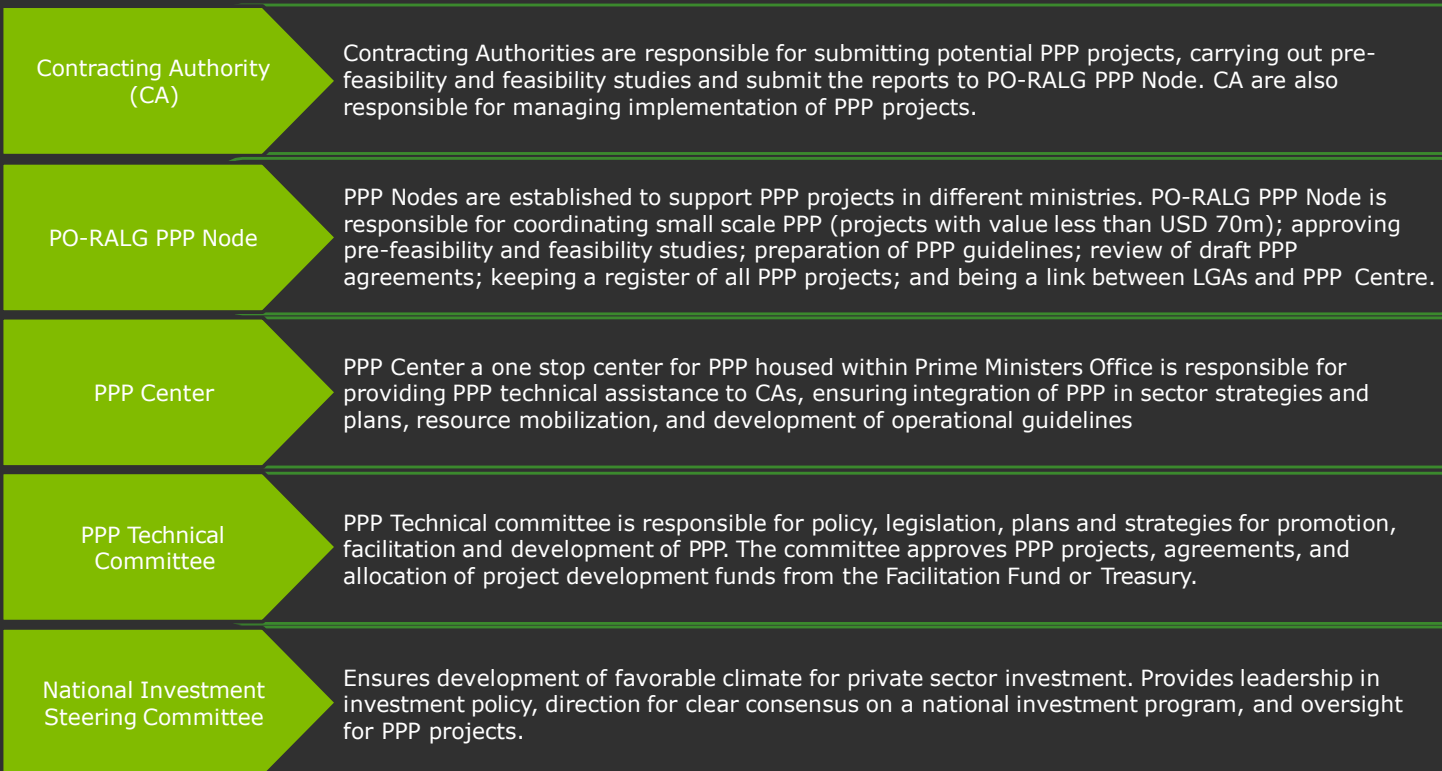 Contracting Authority
(CA)
Contracting Authorities are responsible for submitting potential PPP projects, carrying out pre-
feasibility and feasibility studies and submit the reports to PO-RALG PPP Node. CA are also
responsible for managing implementation of PPP projects.
PO-RALG PPP Node
PPP Nodes are established to support PPP projects in different ministries. PO-RALG PPP Node is
responsible for coordinating small scale PPP (projects with value less than USD 70m); approving
pre-feasibility and feasibility studies; preparation of PPP guidelines; review of draft PPP
agreements; keeping a register of all PPP projects; and being a link between LGAs and PPP Centre.
PPP Center
PPP Center a one stop center for PPP housed within Prime Ministers Office is responsible for
providing PPP technical assistance to CAs, ensuring integration of PPP in sector strategies and
plans, resource mobilization, and development of operational guidelines
PPP Technical
Committee
PPP Technical committee is responsible for policy, legislation, plans and strategies for promotion,
facilitation and development of PPP. The committee approves PPP projects, agreements, and
allocation of project development funds from the Facilitation Fund or Treasury.
National Investment
Steering Committee
Ensures development of favorable climate for private sector investment. Provides leadership in
investment policy, direction for clear consensus on a national investment program, and oversight
for PPP projects.